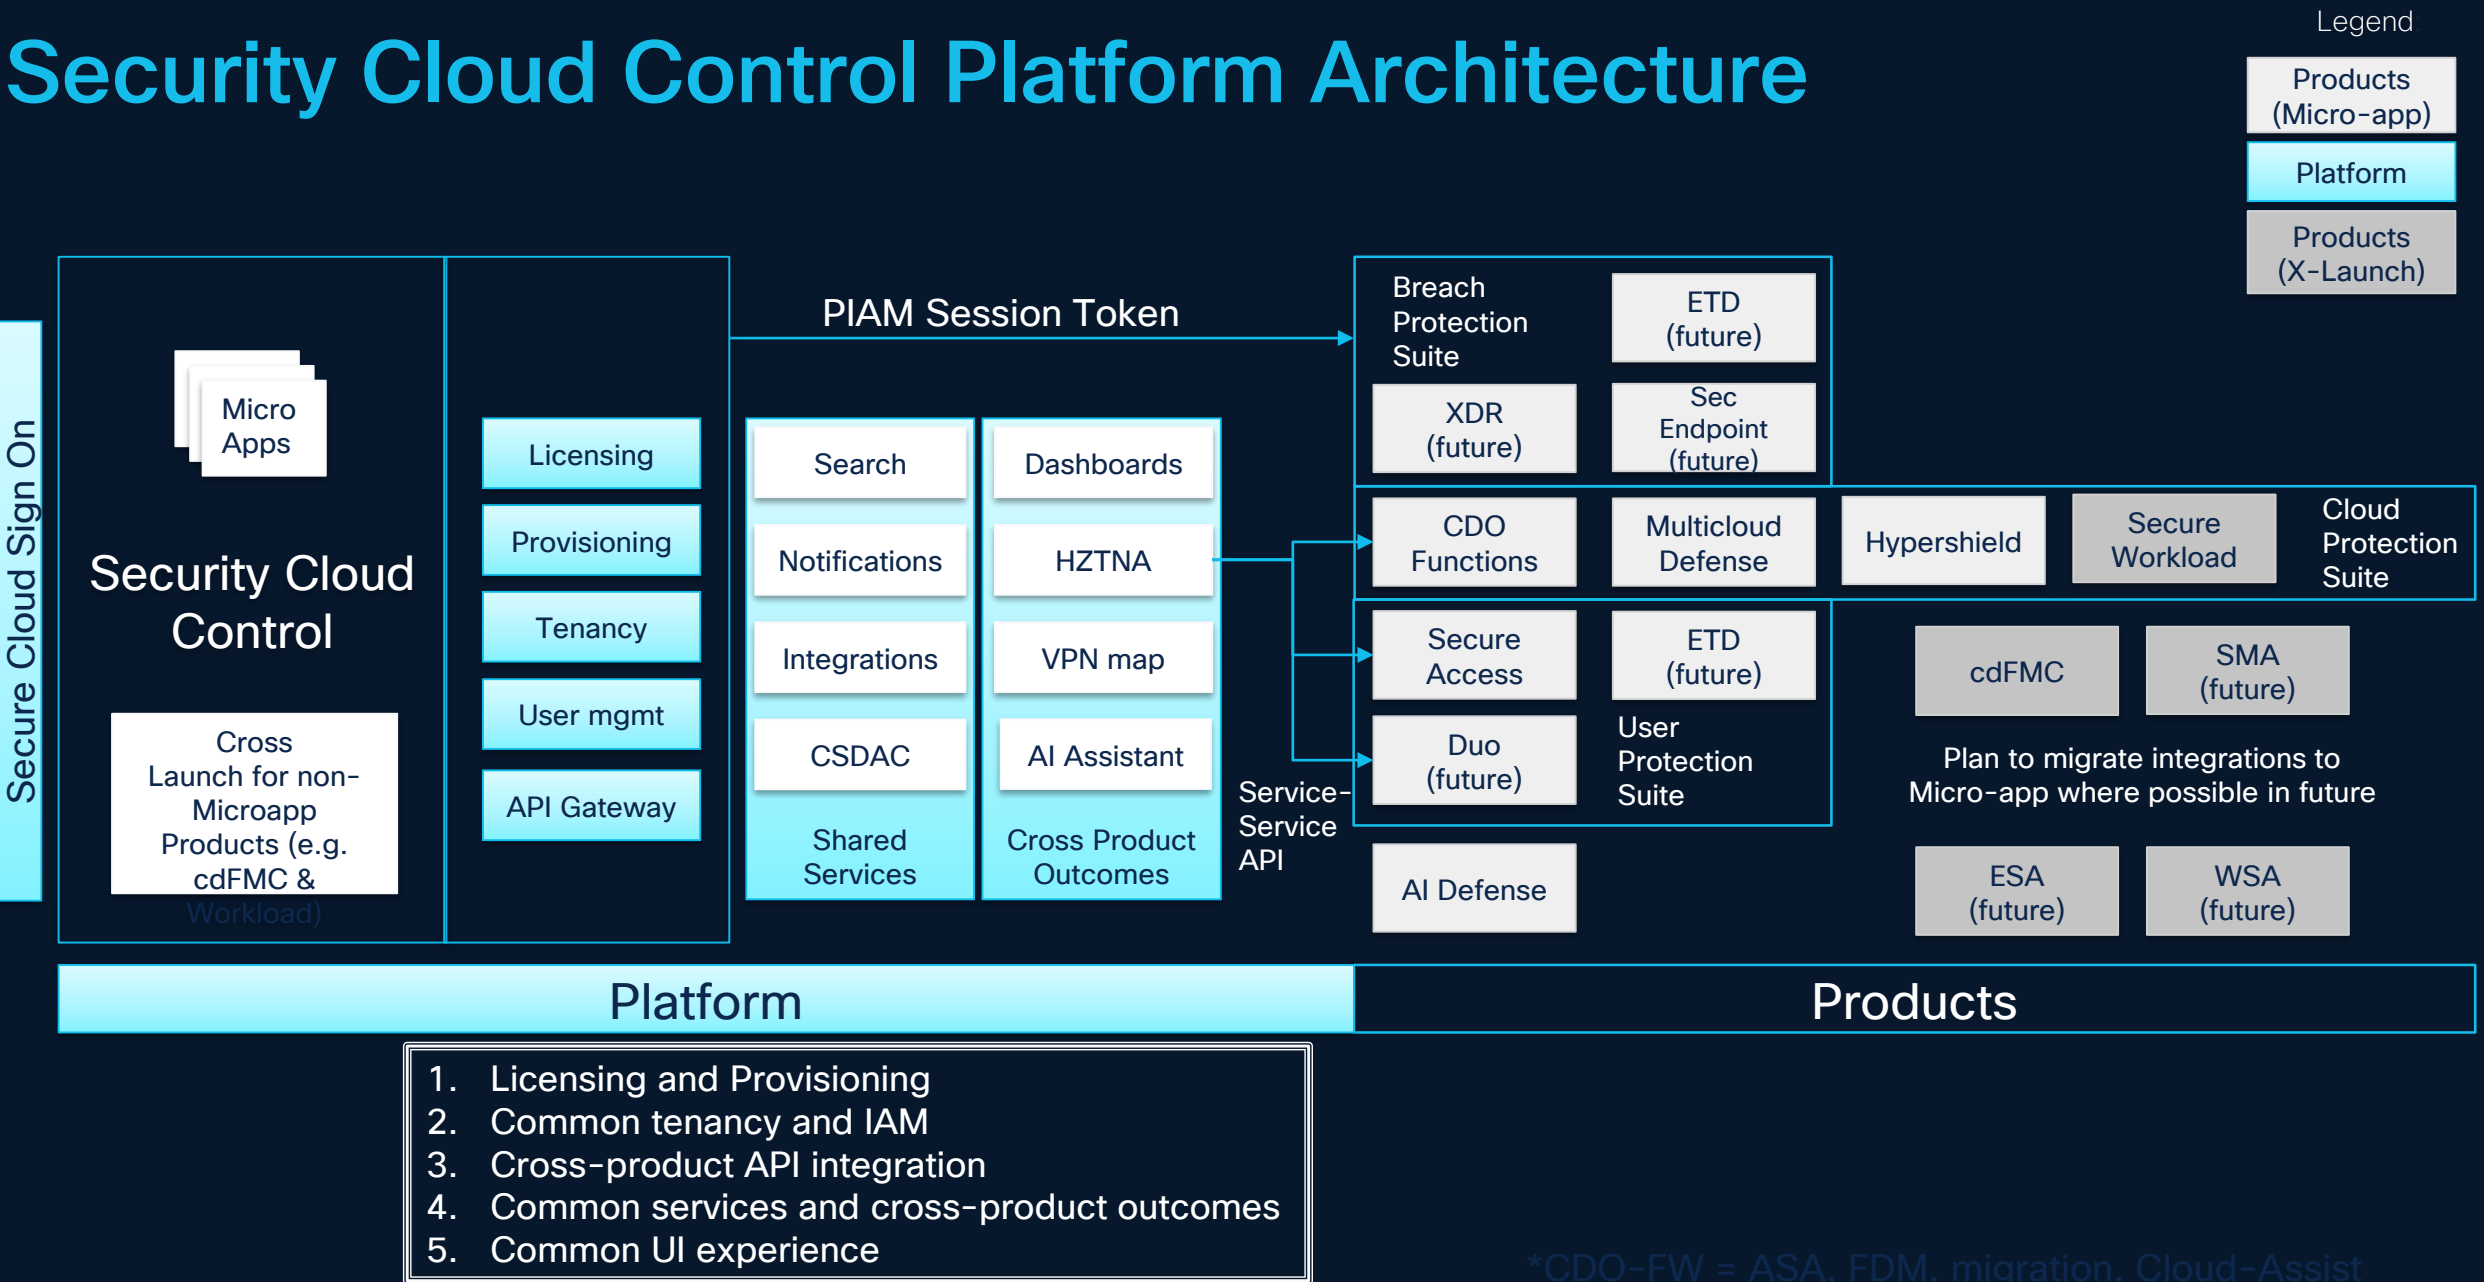 Security Cloud Control Platform Architecture
Legend
Products
(Micro-app)
Platform
Products
(X-Launch)
Secure Cloud Sign On
Micro
Apps
Security Cloud
Control
Cross
Launch for non-
Microapp
Products (e.g.
cdFMC &
Workload)
Licensing
Provisioning
Tenancy
User mgmt
API Gateway
PIAM Session Token
Search
Notifications
Integrations
CSDAC
Shared
Services
Dashboards
HZTNA
VPN map
AI Assistant
Cross Product
Outcomes
Service-
Service
API
Breach
Protection
Suite
ETD
(future)
XDR
(future)
Sec
Endpoint
(future)
CDO
Functions
Multicloud
Defense
Hypershield
Secure
Workload
Cloud
Protection
Suite
Secure
Access
ETD
(future)
Duo
(future)
User
Protection
Suite
AI Defense
cdFMC
SMA
(future)
Plan to migrate integrations to
Micro-app where possible in future
ESA
(future)
WSA
(future)
Platform
Products
1. Licensing and Provisioning
2. Common tenancy and IAM
3. Cross-product API integration
4. Common services and cross-product outcomes
5. Common UI experience
*CDO-FW = ASA, FDM, migration, Cloud-Assist